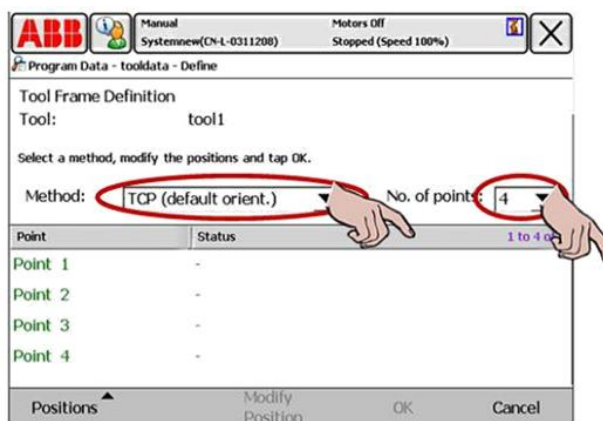 ABB
Manual
Systemnew(CN-L-0311208)
Motors Off
Stopped (Speed 100%)
Program Data - tooldata - Define
Tool Frame Definition
Tool: tool1
Select a method, modify the positions and tap OK.
Method: TCP (default orient.) No. of points: 4
Point Status 1 to 4
Point 1 -
Point 2 -
Point 3 -
Point 4 -
Positions Modify Position OK Cancel